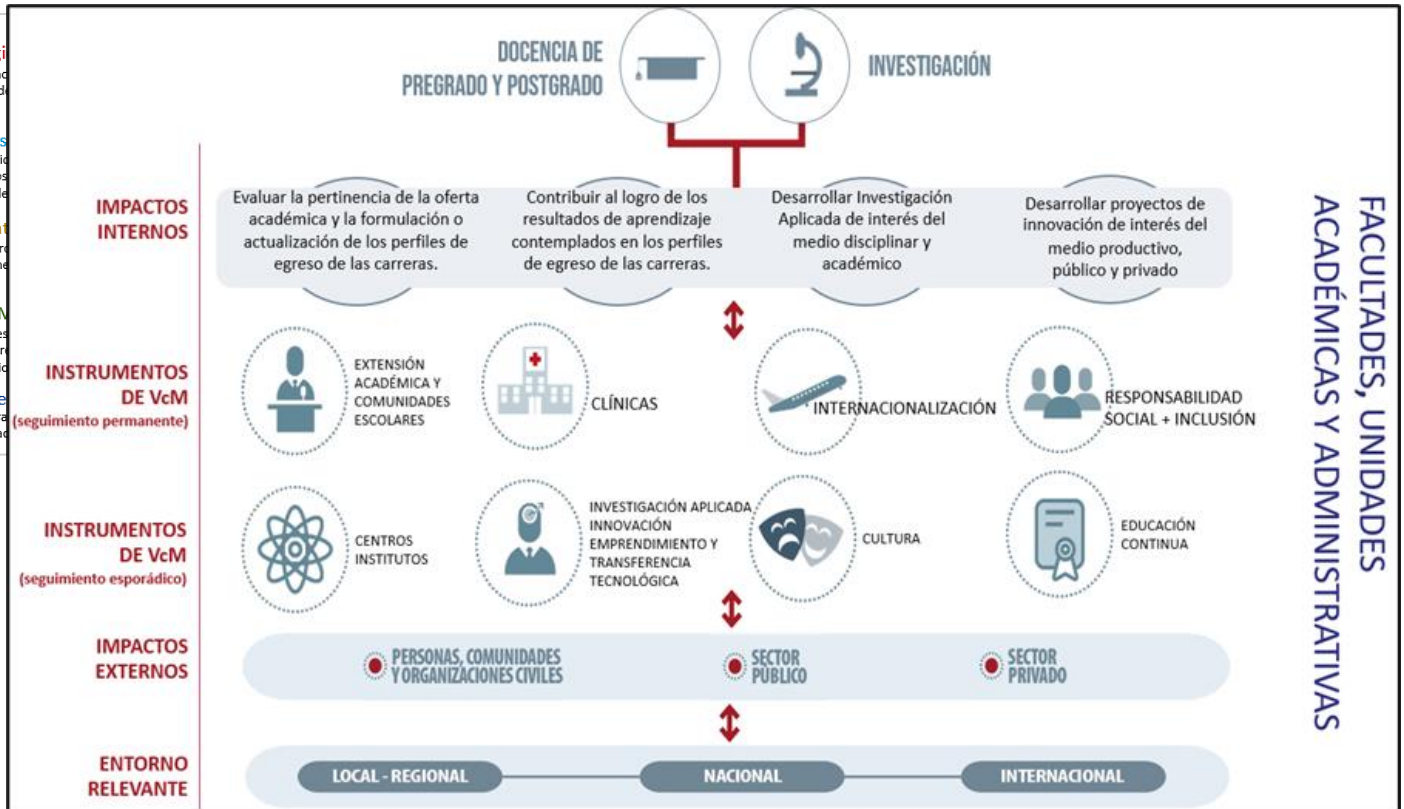 DOCENCIA DE
PREGRADO Y POSTGRADO
INVESTIGACIÓN
IMPACTOS
INTERNOS
Evaluar la pertinencia de la oferta
académica y la formulación o
actualización de los perfiles de
egreso de las carreras.
Contribuir al logro de los
resultados de aprendizaje
contemplados en los perfiles
de egreso de las carreras.
Desarrollar Investigación
Aplicada de interés del
medio disciplinar y
académico
Desarrollar proyectos de
innovación de interés del
medio productivo,
público y privado
INSTRUMENTOS
DE VcM
(seguimiento permanente)
EXTENSIÓN
ACADÉMICA Y
COMUNIDADES
ESCOLARES
CLÍNICAS
INTERNACIONALIZACIÓN
RESPONSABILIDAD
SOCIAL + INCLUSIÓN
INSTRUMENTOS
DE VcM
(seguimiento esporádico)
CENTROS
INSTITUTOS
INVESTIGACIÓN APLICADA
INNOVACIÓN
EMPRENDIMIENTO Y
TRANSFERENCIA
TECNOLÓGICA
CULTURA
EDUCACIÓN
CONTINUA
IMPACTOS
EXTERNOS
PERSONAS, COMUNIDADES
Y ORGANIZACIONES CIVILES
SECTOR
PÚBLICO
SECTOR
PRIVADO
ENTORNO
RELEVANTE
LOCAL - REGIONAL
NACIONAL
INTERNACIONAL
FACULTADES, UNIDADES
ACADÉMICAS Y ADMINISTRATIVAS